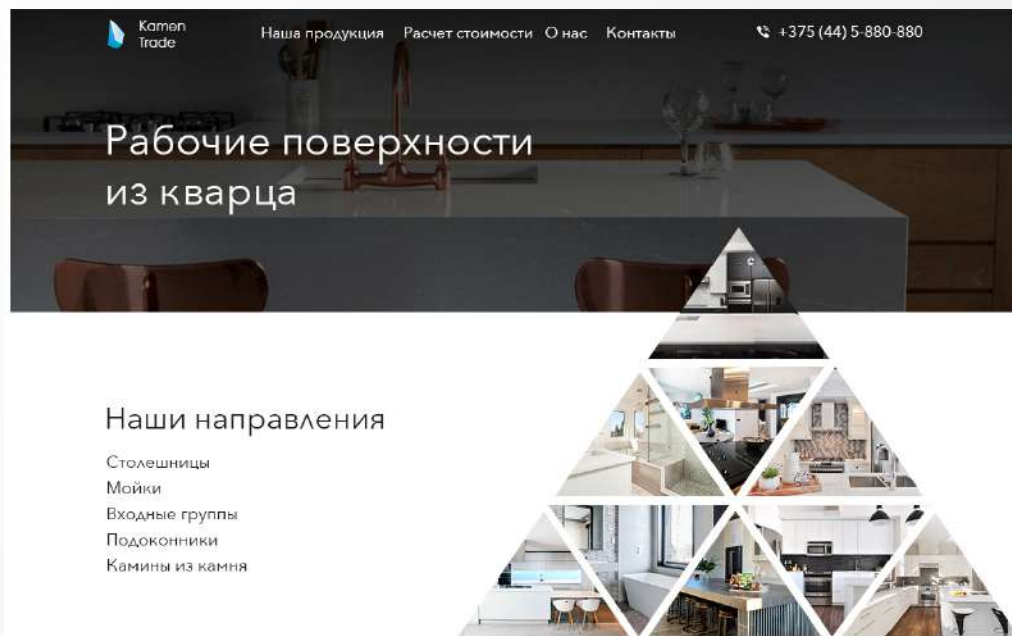 Kamen
Trade
Наша продукция Расчет стоимости О нас Контакты
+375 (44) 5-880-880
Рабочие поверхности
из кварца
Наши направления
Столешницы
Мойки
Входные группы
Подоконники
Камины из камня